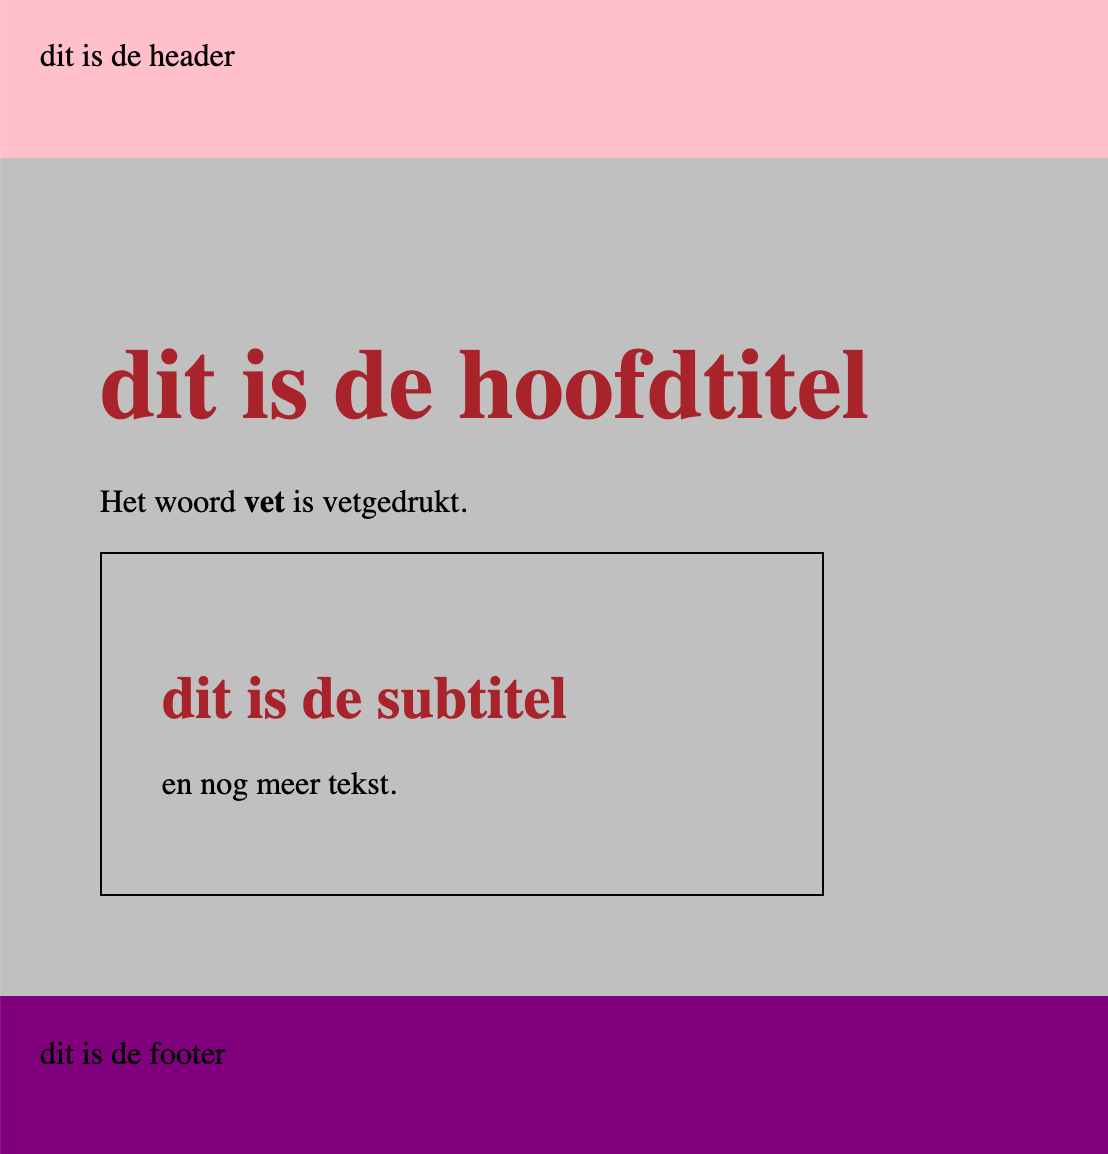 dit is de header
dit is de hoofdtitel
Het woord vet is vetgedrukt.
dit is de subtitel
en nog meer tekst.
dit is de footer